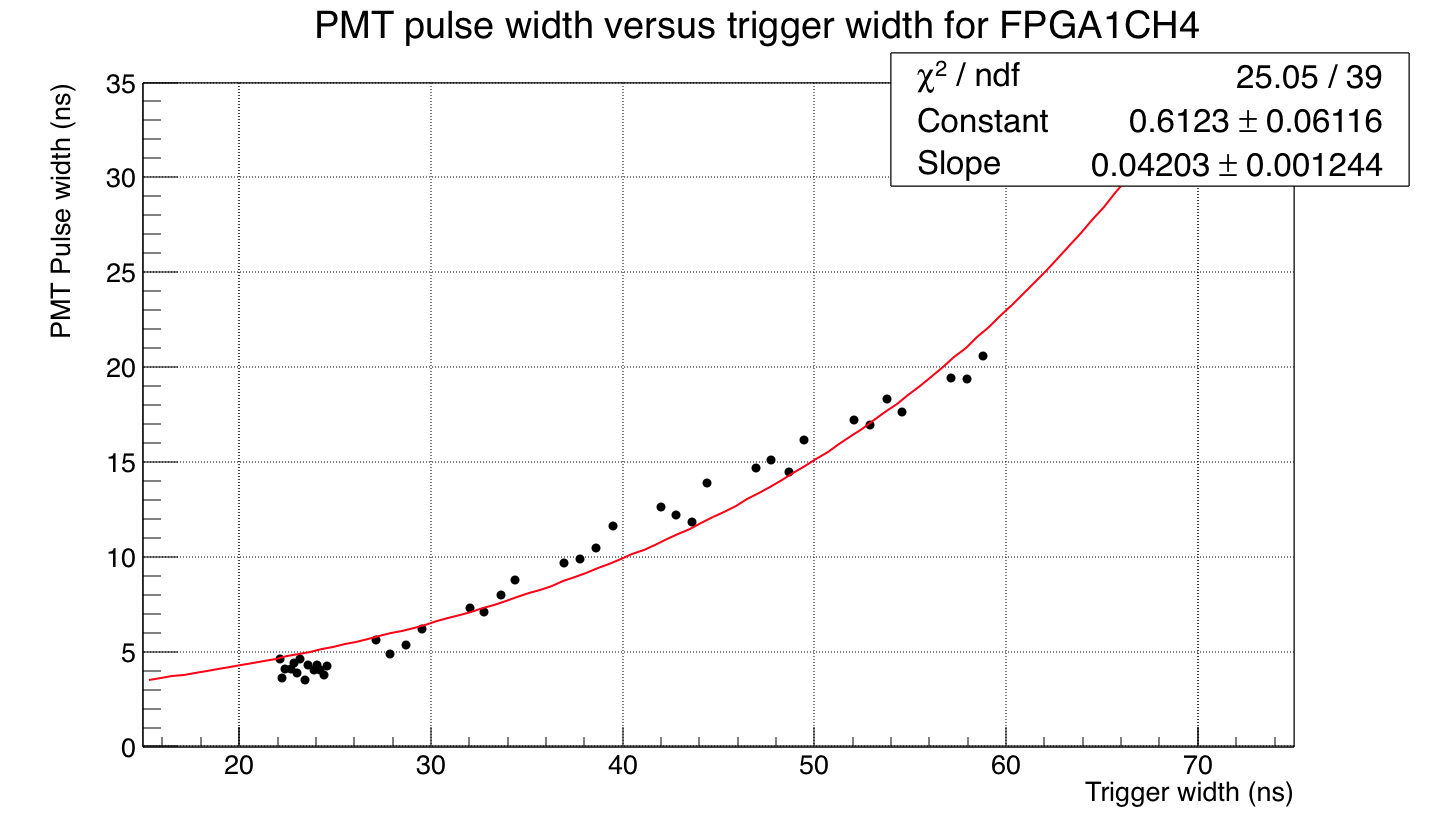 PMT pulse width versus trigger width for FPGA1CH4
χ² / ndf 25.05 / 39
Constant 0.6123 ± 0.06116
Slope 0.04203 ± 0.001244
PMT Pulse width (ns)
35
30
25
20
15
10
5
0
20 30 40 50 60 70
Trigger width (ns)